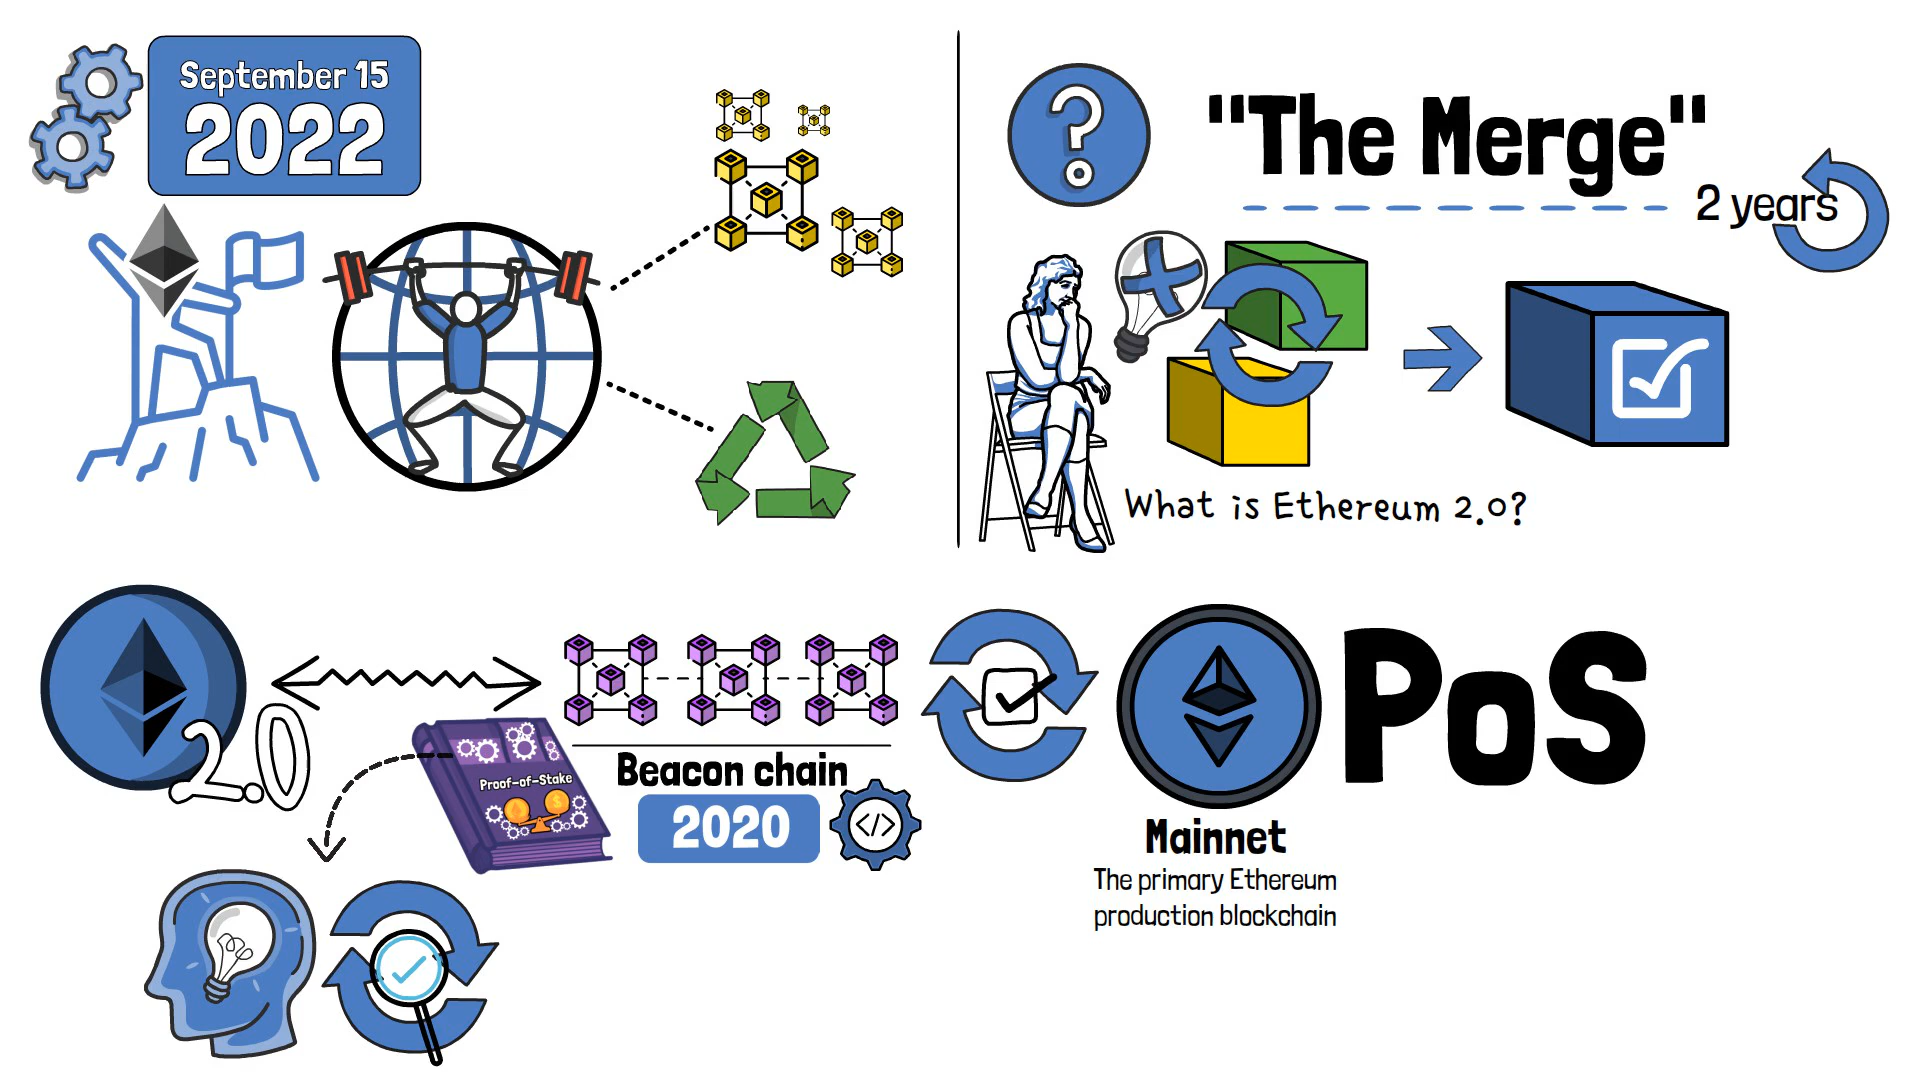 September 15
2022
"The Merge"
2 years
What is Ethereum 2.0?
2.0
Proof-of-Stake
Beacon chain
2020
</>
PoS
Mainnet
The primary Ethereum
production blockchain